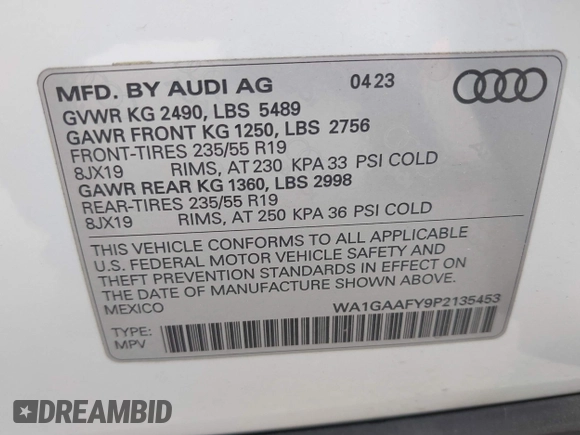 MFD. BY AUDI AG 04 23
GVWR KG 2490, LBS 5489
GAWR FRONT KG 1250, LBS 2756
FRONT-TIRES 235/55 R19
8JX19 RIMS, AT 230 KPA 33 PSI COLD
GAWR REAR KG 1360, LBS 2998
REAR-TIRES 235/55 R19
8JX19 RIMS, AT 250 KPA 36 PSI COLD
THIS VEHICLE CONFORMS TO ALL APPLICABLE
U.S. FEDERAL MOTOR VEHICLE SAFETY AND
THEFT PREVENTION STANDARDS IN EFFECT ON
THE DATE OF MANUFACTURE SHOWN ABOVE.
MEXICO WA1GAAFY9P2135453
TYPE:
MPV
DREAMBID